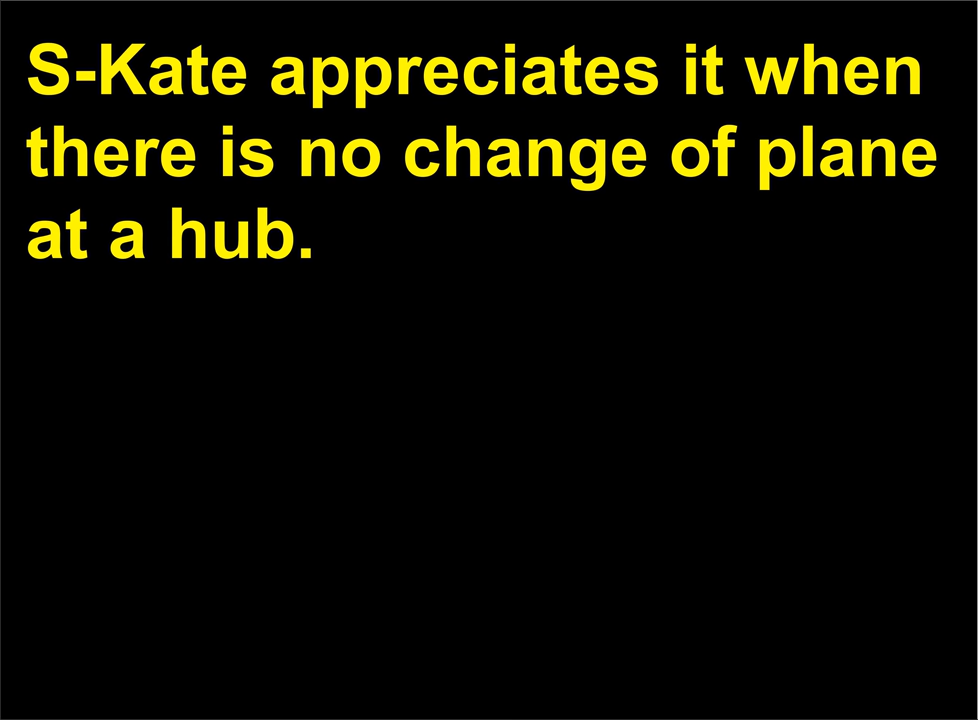 S-Kate appreciates it when
there is no change of plane
at a hub.